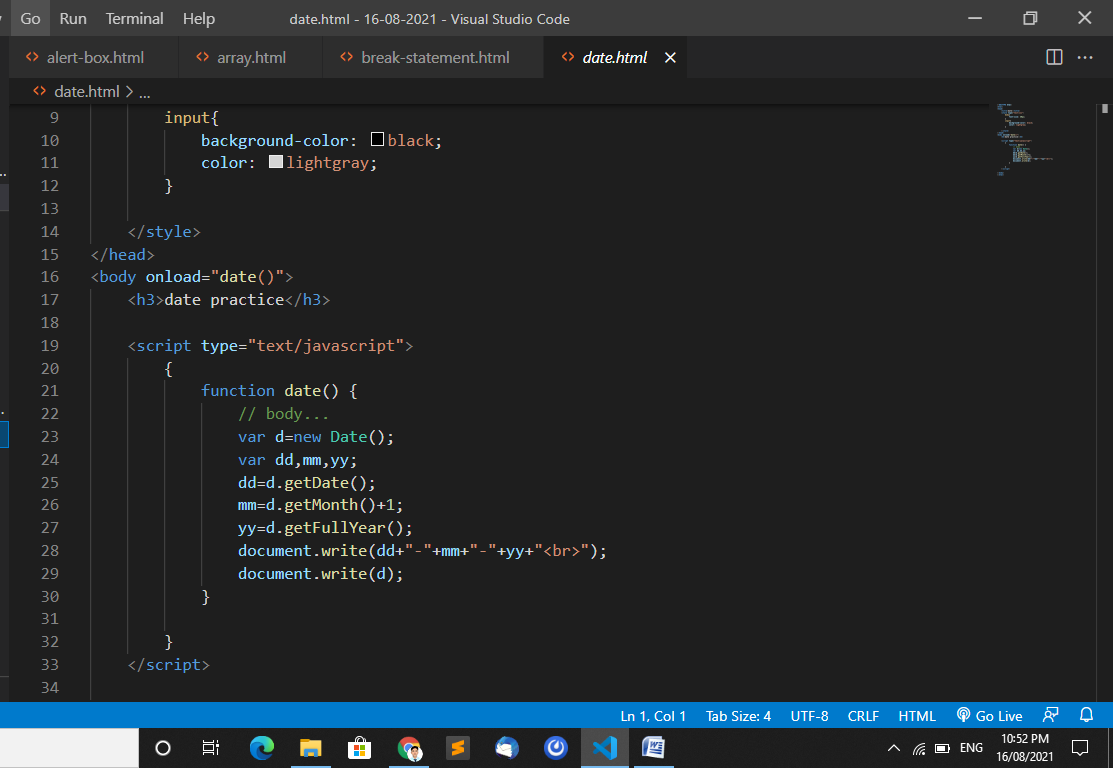 Go Run Terminal Help date.html - 16-08-2021 - Visual Studio Code
alert-box.html array.html break-statement.html date.html
date.html > ...
9 input{
10 background-color: black;
11 color: lightgray;
12 }
13
14 </style>
15 </head>
16 <body onload="date()">
17 <h3>date practice</h3>
18
19 <script type="text/javascript">
20 {
21 function date() {
22 // body...
23 var d=new Date();
24 var dd,mm,yy;
25 dd=d.getDate();
26 mm=d.getMonth()+1;
27 yy=d.getFullYear();
28 document.write(dd+"-"+mm+"-"+yy+"<br>");
29 document.write(d);
30 }
31
32 }
33 </script>
34
Ln 1, Col 1 Tab Size: 4 UTF-8 CRLF HTML Go Live
ENG 10:52 PM
16/08/2021